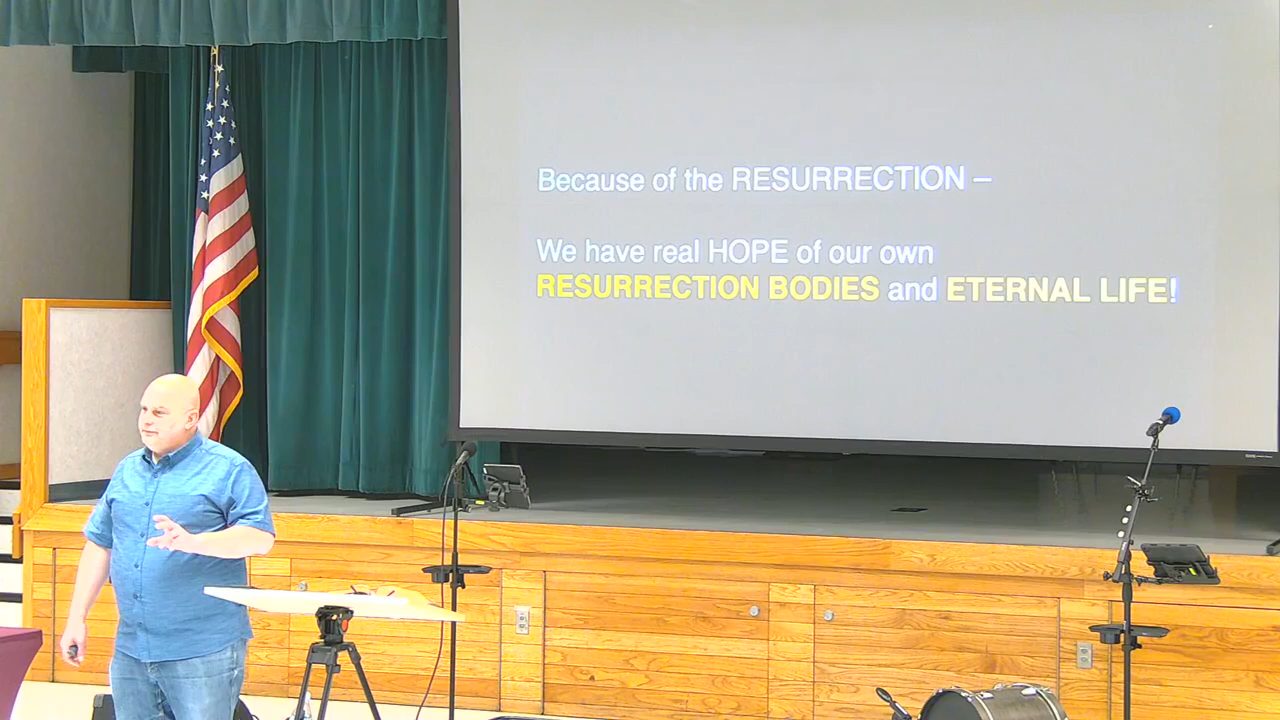 Because of the RESURRECTION –
We have real HOPE of our own
RESURRECTION BODIES and ETERNAL LIFE!